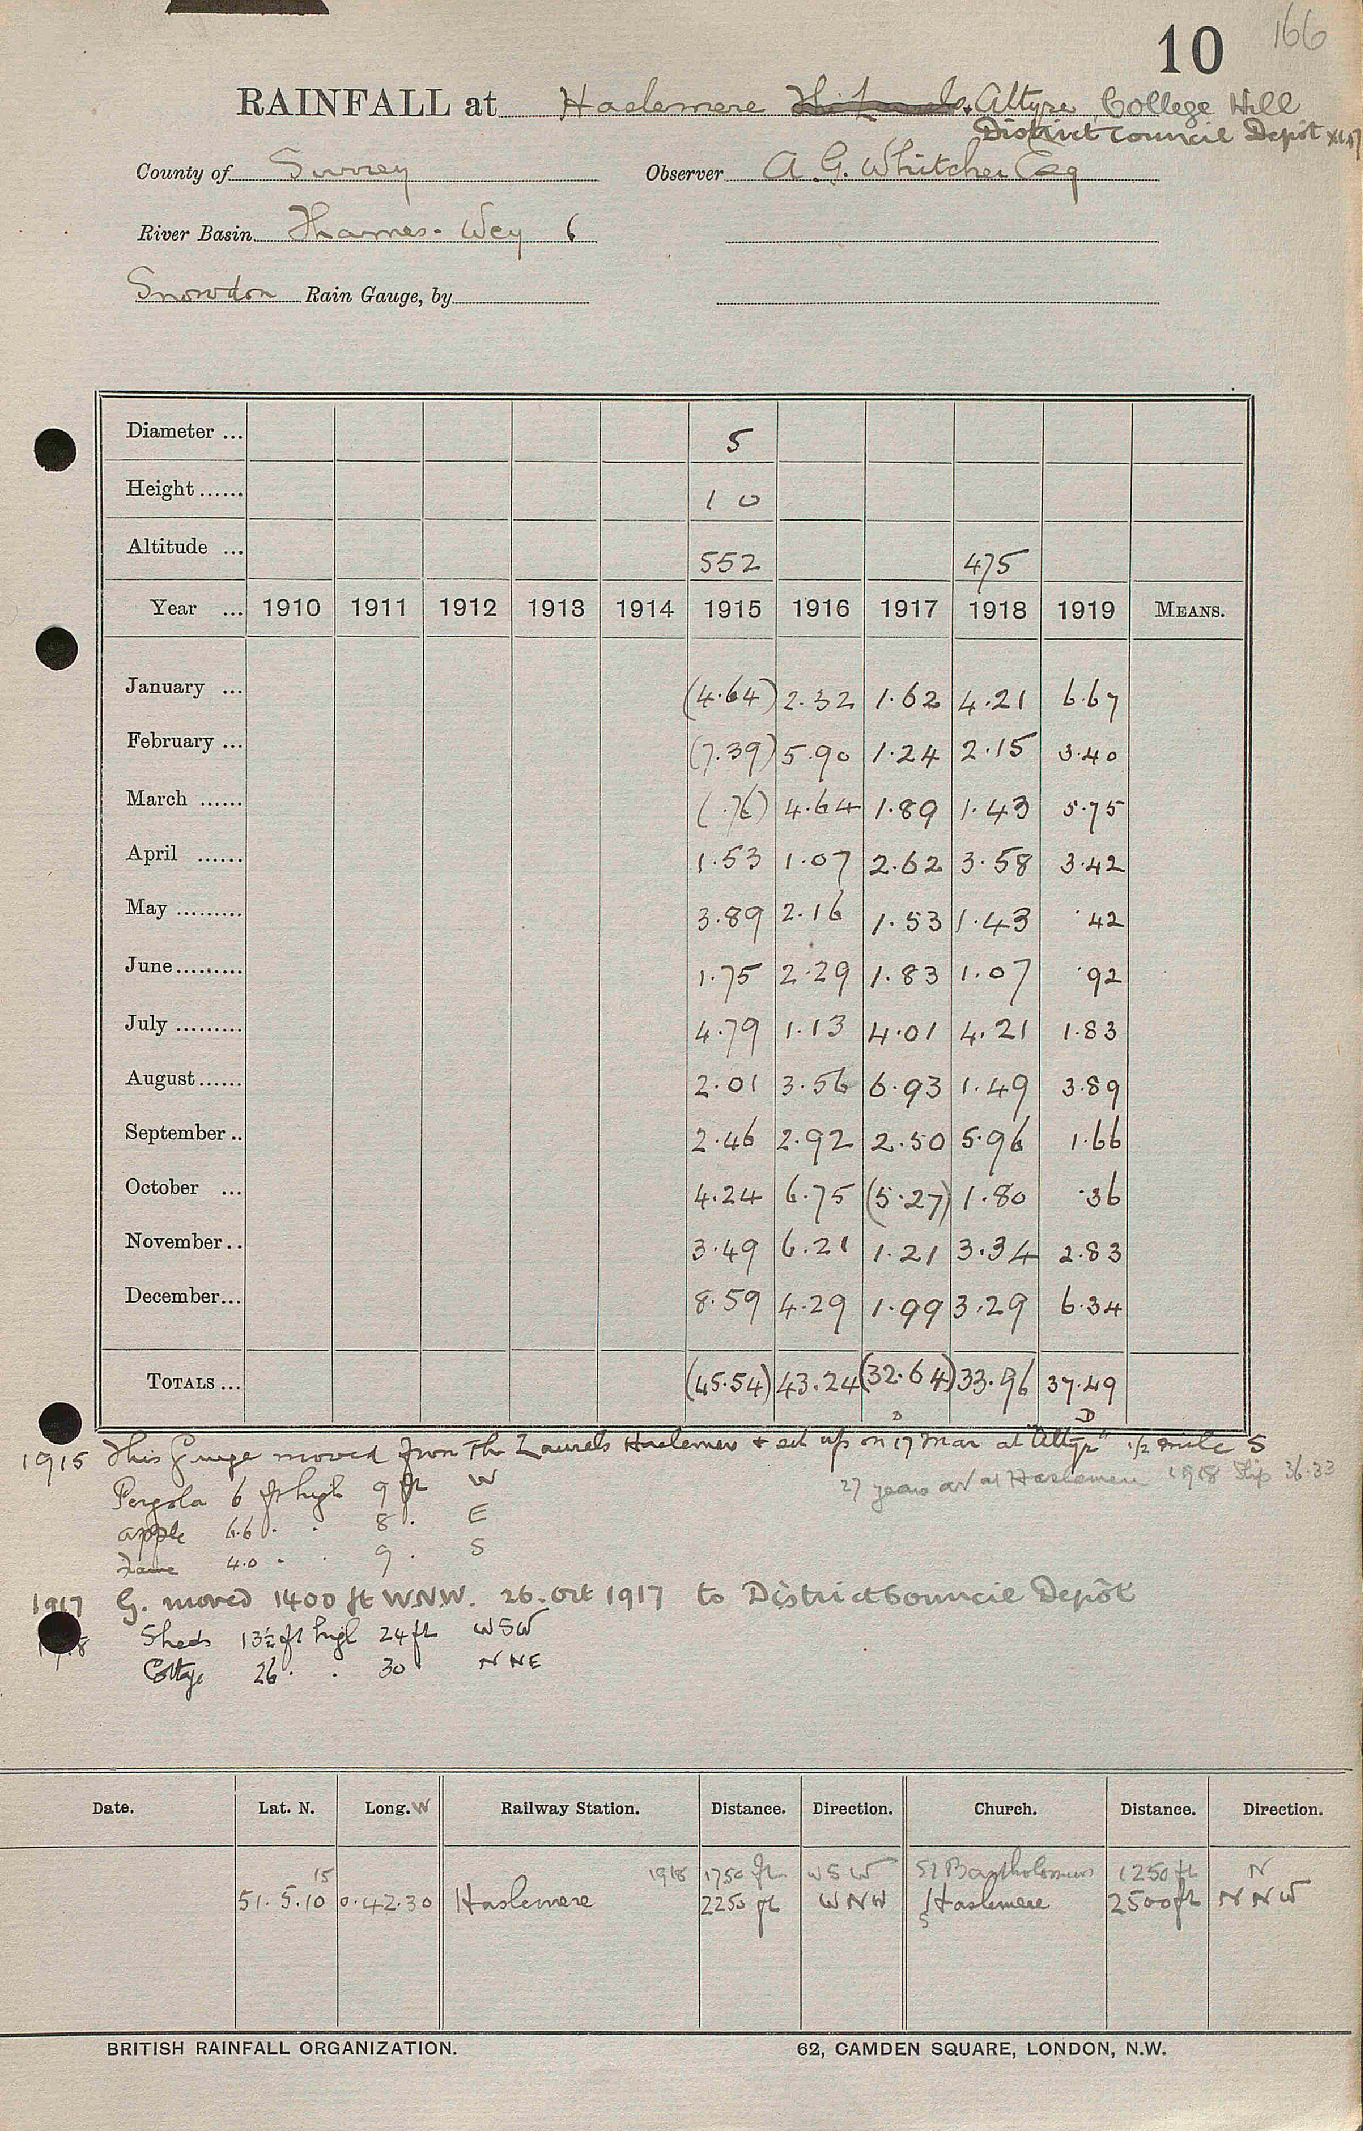 10 166
RAINFALL at Haslemere The Laurels. Altyre, College Hill
District Council Depôt XI.17
County of Surrey Observer A. G. Whitcher Esq
River Basin Thames - Wey 6
Snowdon Rain Gauge, by
Diameter ... 5
Height ...... 1 0
Altitude ... 552 475
Year ... 1910 1911 1912 1913 1914 1915 1916 1917 1918 1919 MEANS.
January ... (4.64) 2.32 1.62 4.21 6.67
February ... (7.39) 5.90 1.24 2.15 3.40
March ...... (.76) 4.64 1.89 1.43 5.75
April ...... 1.53 1.07 2.62 3.58 3.42
May ......... 3.89 2.16 1.53 1.43 .42
June ......... 1.75 2.29 1.83 1.07 .92
July ......... 4.79 1.13 4.01 4.21 1.83
August ...... 2.01 3.56 6.93 1.49 3.89
September .. 2.46 2.92 2.50 5.96 1.66
October ... 4.24 6.75 (5.27) 1.80 .36
November .. 3.49 6.21 1.21 3.34 2.83
December ... 8.59 4.29 1.99 3.29 6.34
TOTALS ... (45.54) 43.24 (32.64) 33.96 37.49
D D
1915 This Gauge moved from The Laurels Haslemere & set up on 17 Mar at "Altyre" 1/2 mile S
27 years av at Haslemere 1918 Slip 36.33
Pergola 6 ft high 9 ft W
apple 6.6 . . 8 . E
4.0 . . 9 . S
1917 G. moved 1400 ft W.N.W. 26. Oct 1917 to District Council Depôt
Sheds 13½ ft high 24 ft WSW
Cottage 26 . . 30 . NNE
Date. Lat. N. Long. W Railway Station. Distance. Direction. Church. Distance. Direction.
15 1918 1750 ft WSW St Bartholomews 1250 ft N
51. 5.10 0.42.30 Haslemere 2250 ft WNW Haslemere 2500 ft NNW
BRITISH RAINFALL ORGANIZATION. 62, CAMDEN SQUARE, LONDON, N.W.